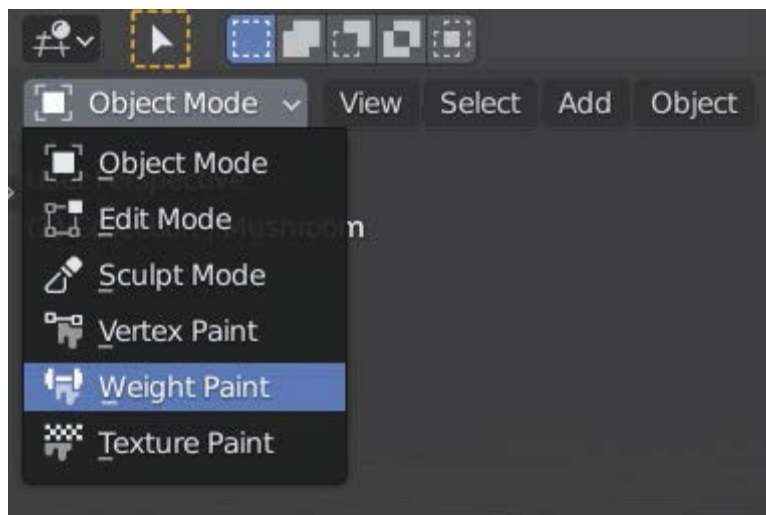 Object Mode View Select Add Object
Object Mode
Edit Mode
Sculpt Mode
Vertex Paint
Weight Paint
Texture Paint